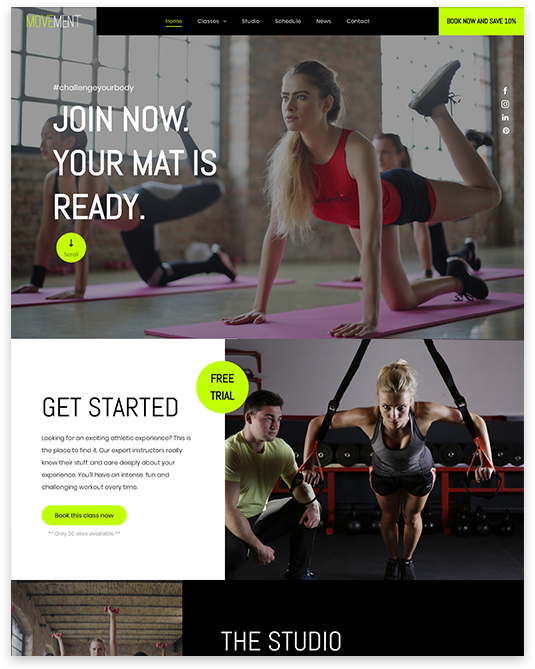 MOVEMENT
Home Classes Studio Schedule News Contact
BOOK NOW AND SAVE 10%
#challengeyourbody
JOIN NOW.
YOUR MAT IS
READY.
Scroll
FREE
TRIAL
GET STARTED
Looking for an exciting athletic experience? This is
the place to find it. Our expert instructors really
know their stuff, and care deeply about your
experience. You'll have an intense, fun and
challenging workout every time.
Book this class now
** Only 30 sites available **
THE STUDIO